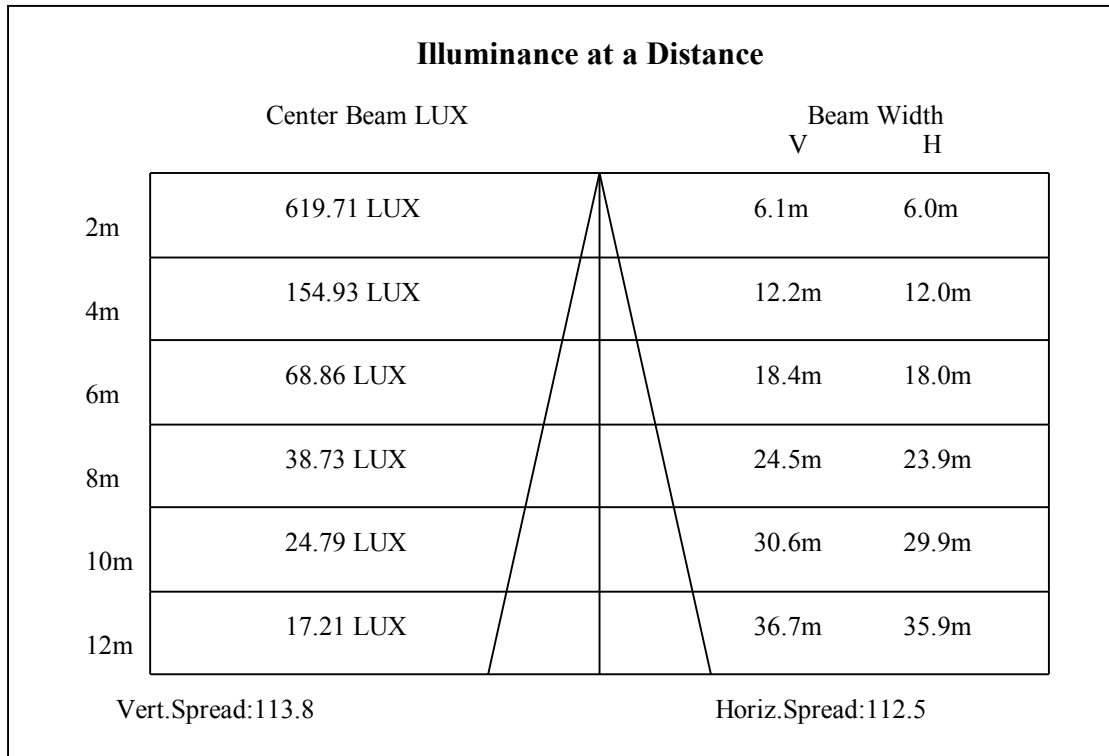 Illuminance at a Distance
Center Beam LUX Beam Width
V H
2m 619.71 LUX 6.1m 6.0m
4m 154.93 LUX 12.2m 12.0m
6m 68.86 LUX 18.4m 18.0m
8m 38.73 LUX 24.5m 23.9m
10m 24.79 LUX 30.6m 29.9m
12m 17.21 LUX 36.7m 35.9m
Vert.Spread:113.8 Horiz.Spread:112.5